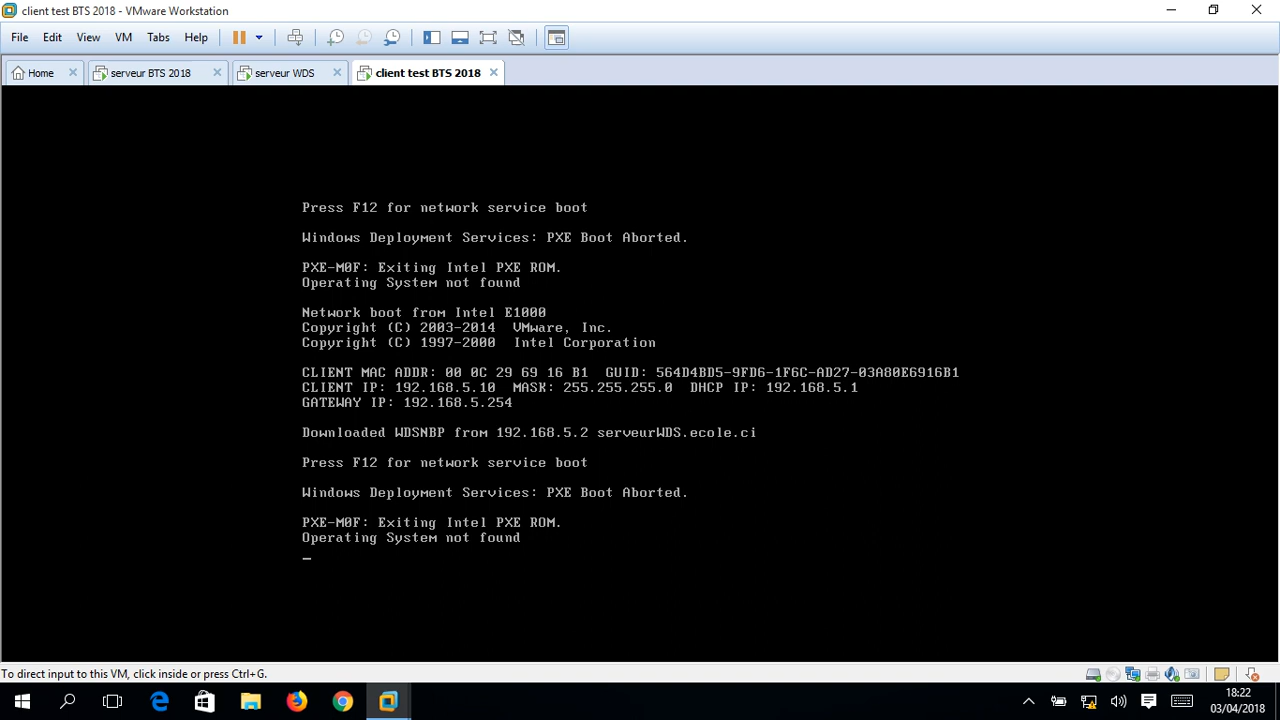 client test BTS 2018 - VMware Workstation
File Edit View VM Tabs Help
Home serveur BTS 2018 serveur WDS client test BTS 2018
Press F12 for network service boot
Windows Deployment Services: PXE Boot Aborted.
PXE-M0F: Exiting Intel PXE ROM.
Operating System not found
Network boot from Intel E1000
Copyright (C) 2003-2014 VMware, Inc.
Copyright (C) 1997-2000 Intel Corporation
CLIENT MAC ADDR: 00 0C 29 69 16 B1 GUID: 564D4BD5-9FD6-1F6C-AD27-03A80E6916B1
CLIENT IP: 192.168.5.10 MASK: 255.255.255.0 DHCP IP: 192.168.5.1
GATEWAY IP: 192.168.5.254
Downloaded WDSNBP from 192.168.5.2 serveurWDS.ecole.ci
Press F12 for network service boot
Windows Deployment Services: PXE Boot Aborted.
PXE-M0F: Exiting Intel PXE ROM.
Operating System not found
_
To direct input to this VM, click inside or press Ctrl+G.
18:22
03/04/2018